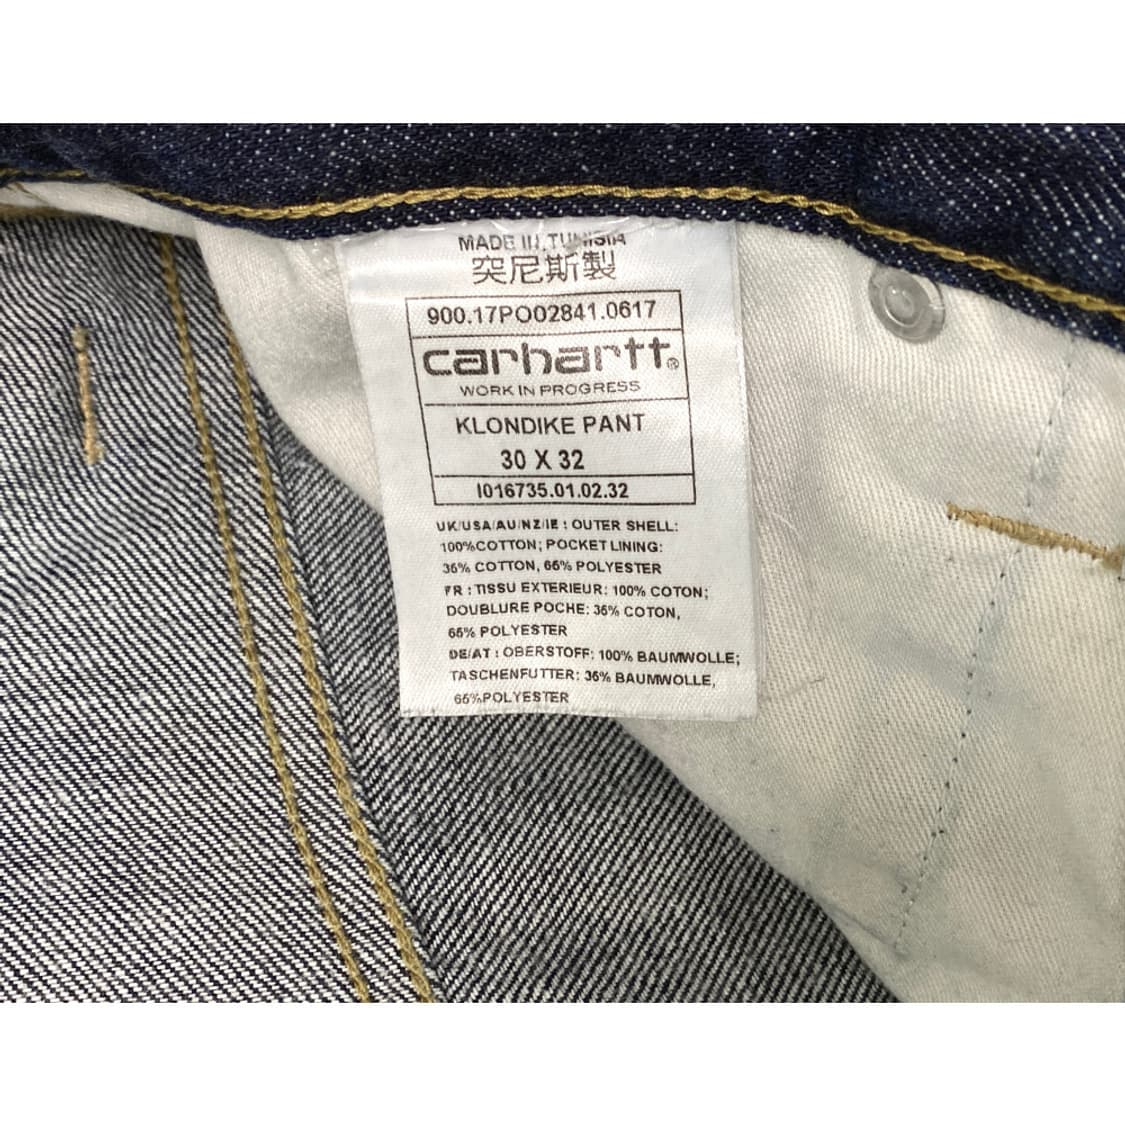 MADE IN TUNISIA
突尼斯製
900.17PO02841.0617
carhartt®
WORK IN PROGRESS
KLONDIKE PANT
30 X 32
I016735.01.02.32
UK/USA/AU/NZ/IE : OUTER SHELL:
100%COTTON; POCKET LINING:
35% COTTON, 65% POLYESTER
FR : TISSU EXTERIEUR: 100% COTON;
DOUBLURE POCHE: 35% COTON,
65% POLYESTER
DE/AT : OBERSTOFF: 100% BAUMWOLLE;
TASCHENFUTTER: 35% BAUMWOLLE,
65%POLYESTER